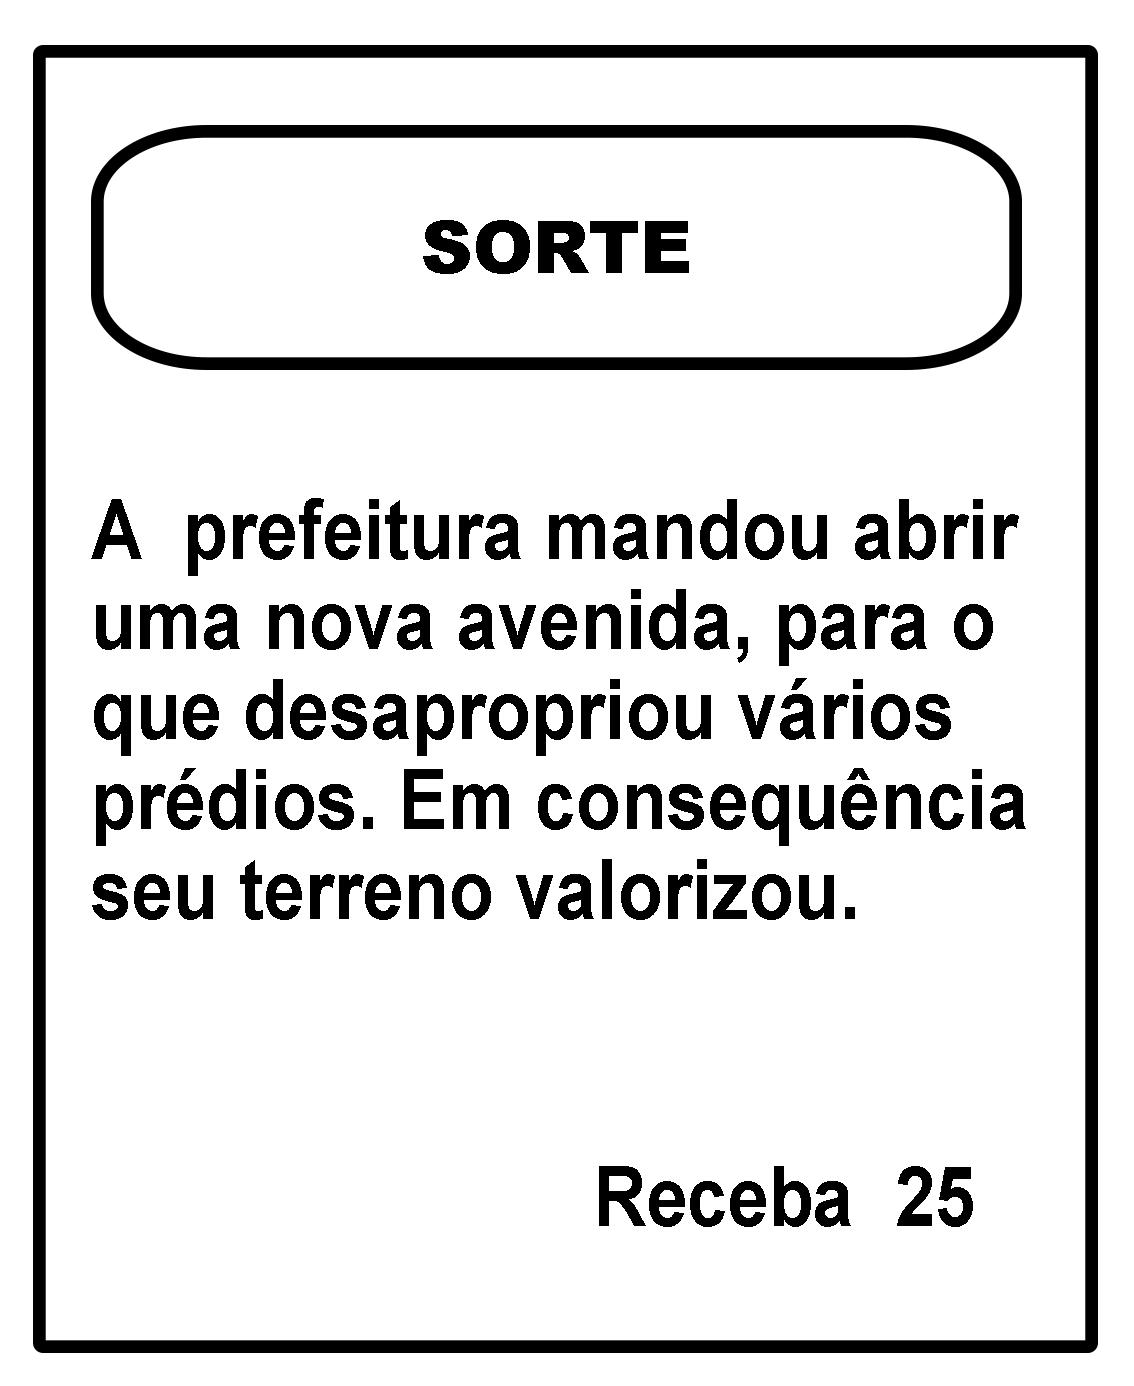 SORTE
A prefeitura mandou abrir
uma nova avenida, para o
que desapropriou vários
prédios. Em consequência
seu terreno valorizou.
Receba 25